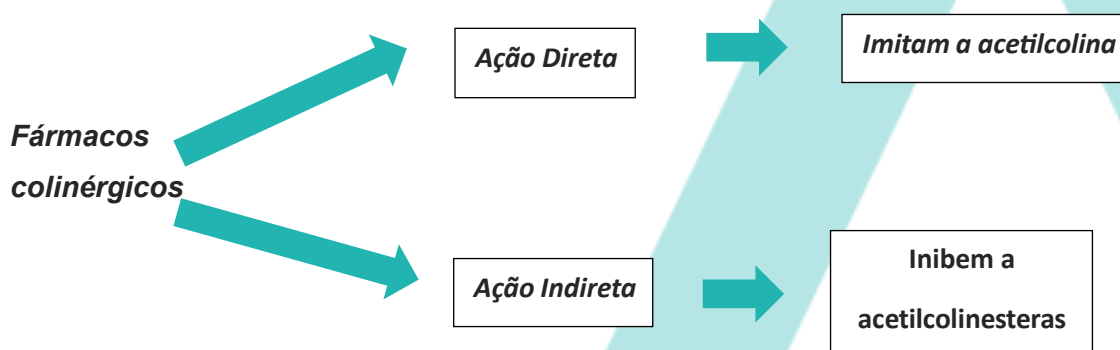 Fármacos
colinérgicos
Ação Direta
Imitam a acetilcolina
Ação Indireta
Inibem a
acetilcolinesteras